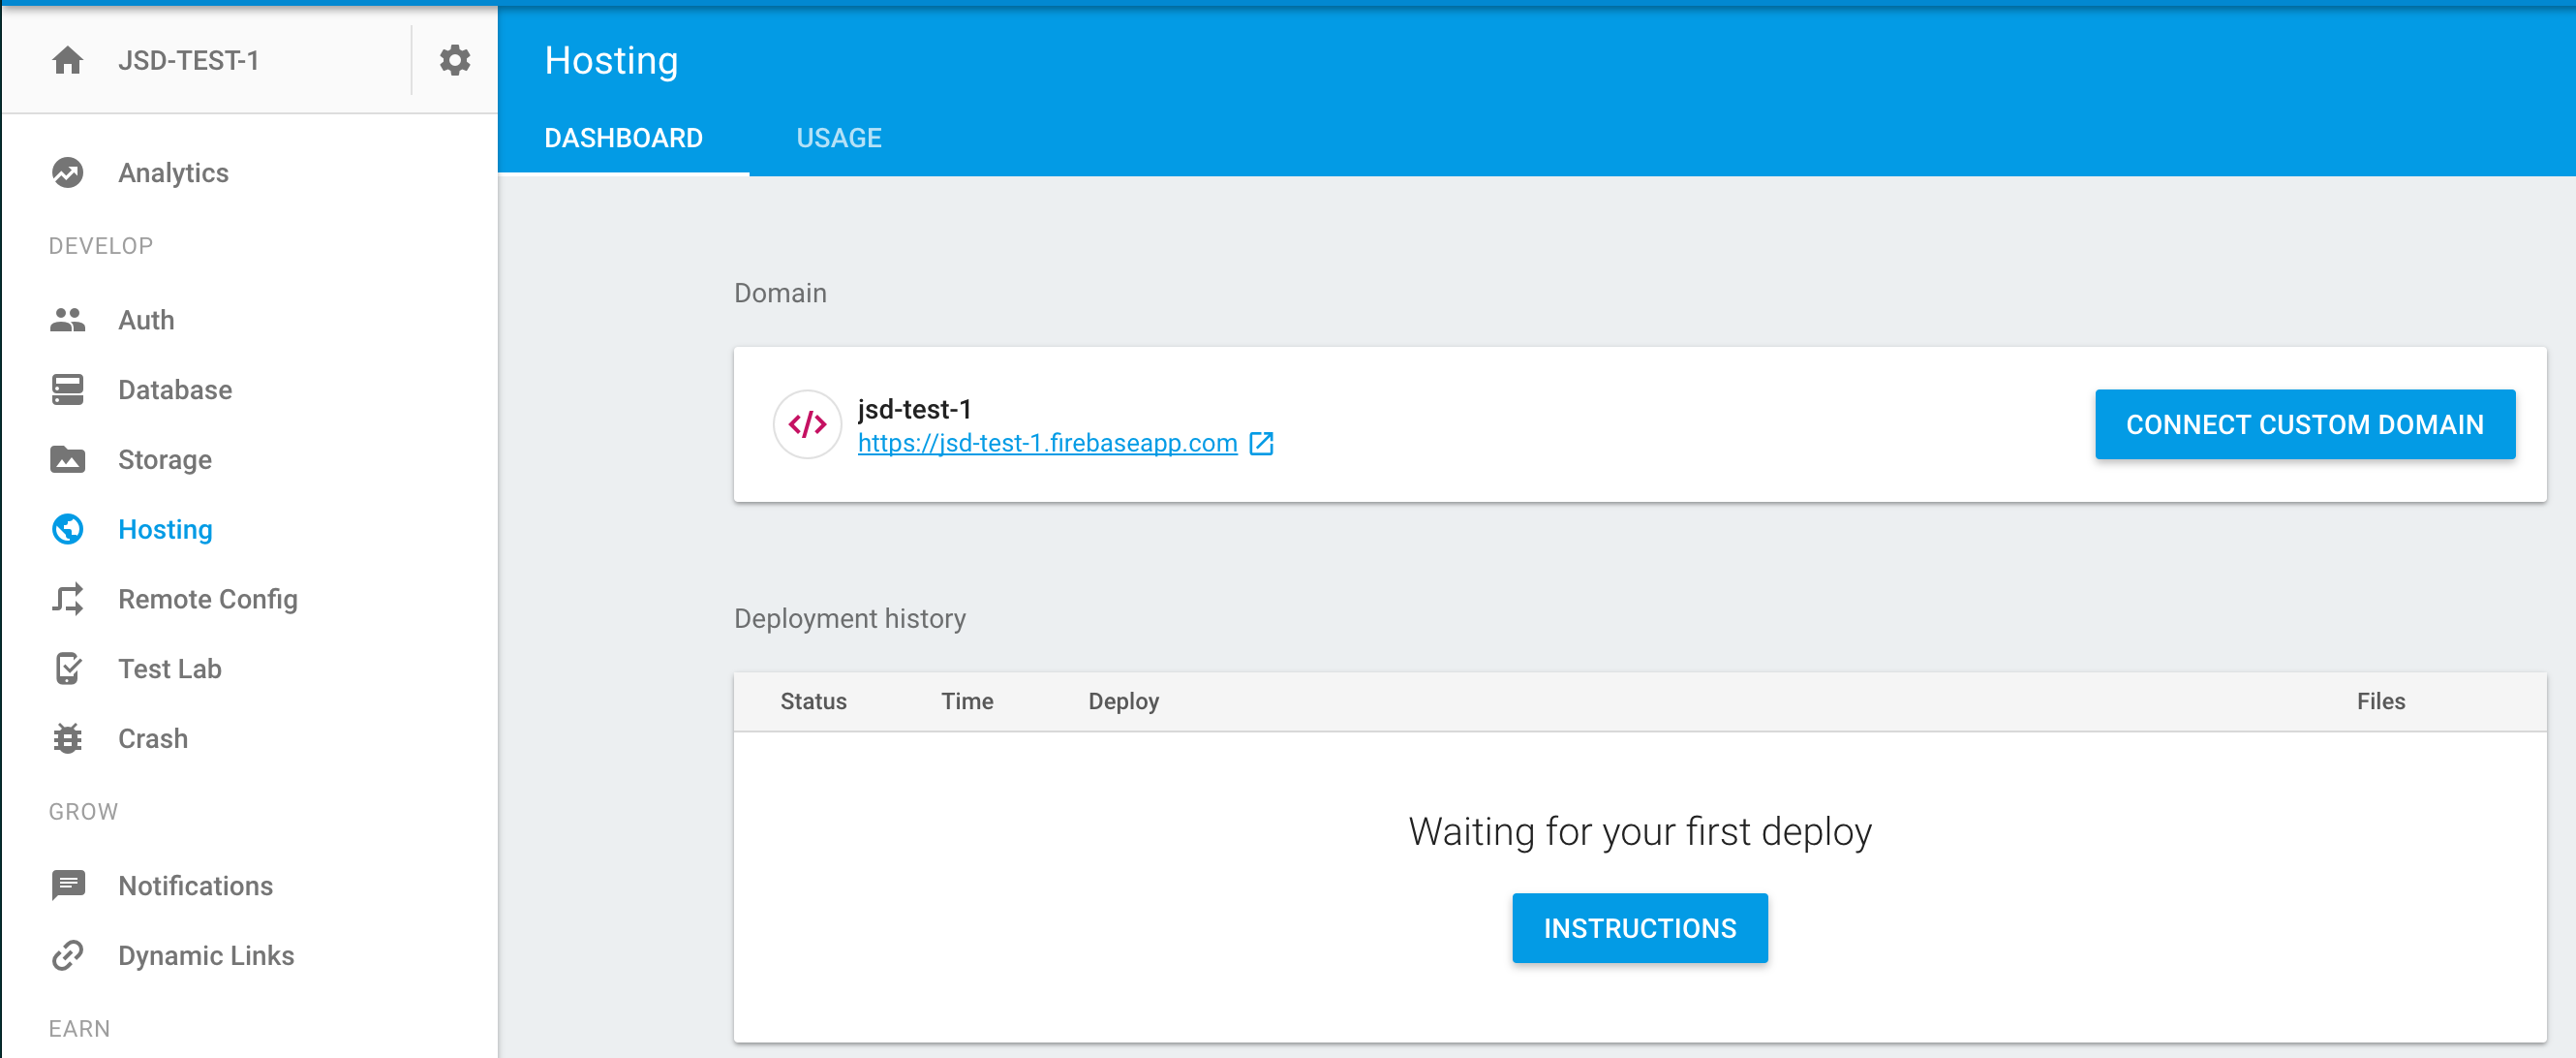 JSD-TEST-1
Analytics
DEVELOP
Auth
Database
Storage
Hosting
Remote Config
Test Lab
Crash
GROW
Notifications
Dynamic Links
EARN
Hosting
DASHBOARD USAGE
Domain
</> jsd-test-1
https://jsd-test-1.firebaseapp.com
CONNECT CUSTOM DOMAIN
Deployment history
Status Time Deploy Files
Waiting for your first deploy
INSTRUCTIONS